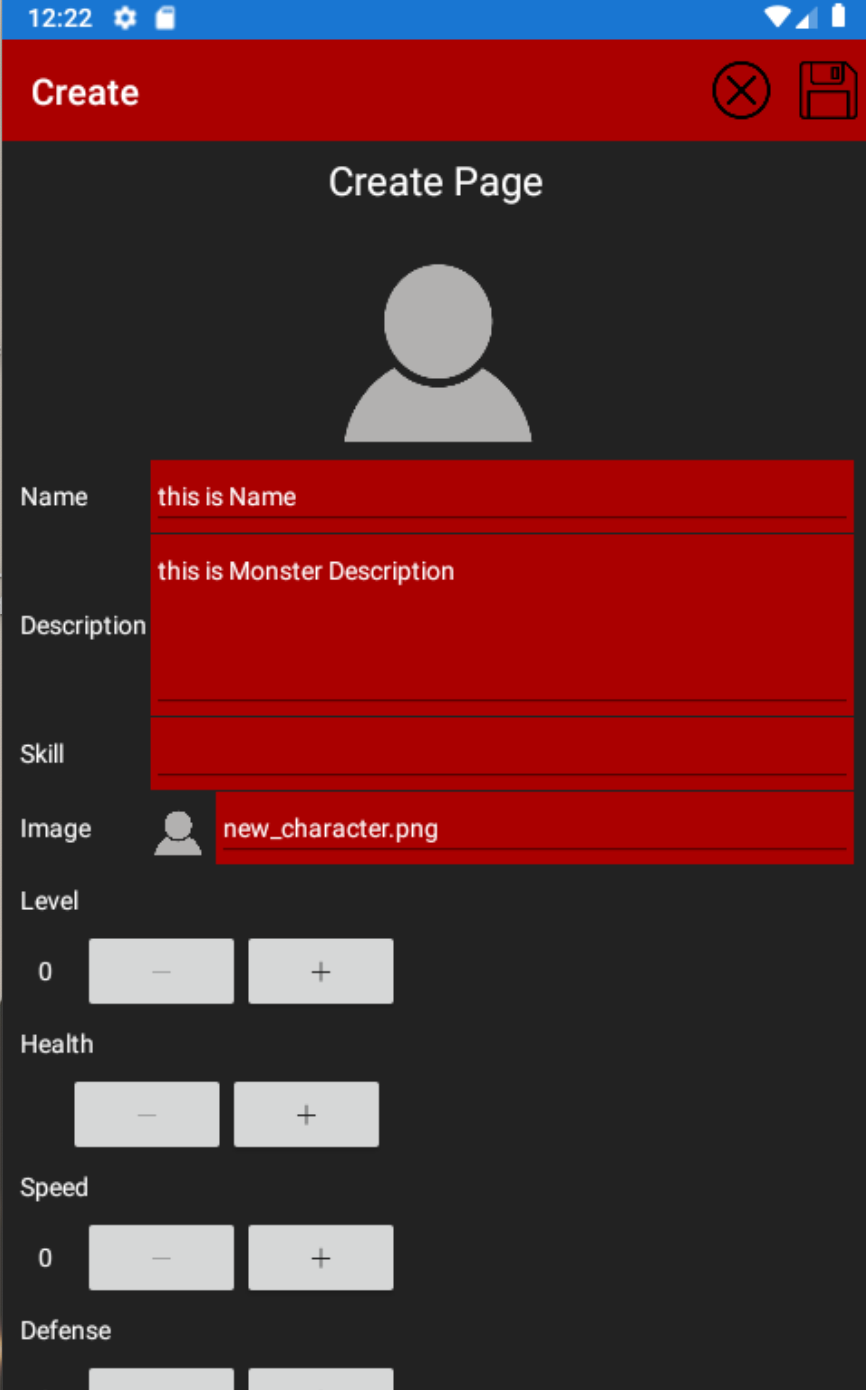 12:22
Create
Create Page
Name this is Name
this is Monster Description
Description
Skill
Image new_character.png
Level
0 − +
Health
− +
Speed
0 − +
Defense